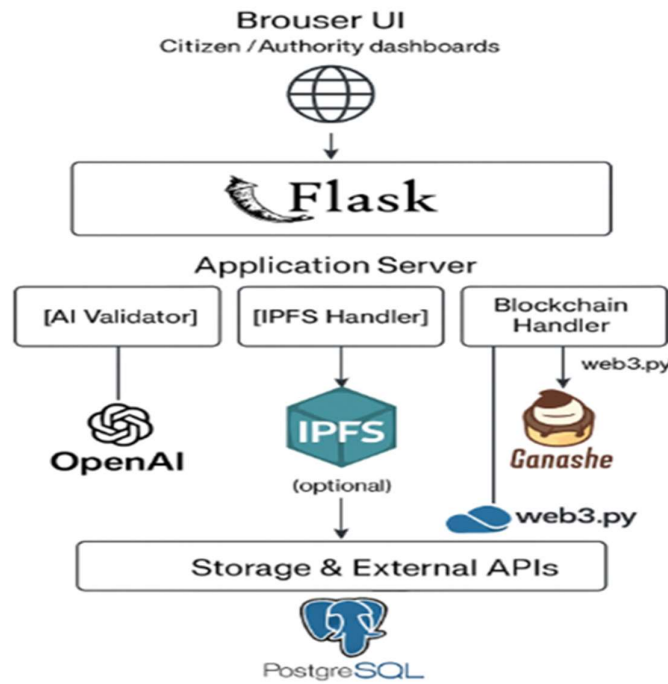 Brouser UI
Citizen / Authority dashboards
Flask
Application Server
[AI Validator]
[IPFS Handler]
Blockchain
Handler
web3.py
OpenAI
IPFS
Ganashe
(optional)
web3.py
Storage & External APIs
PostgreSQL